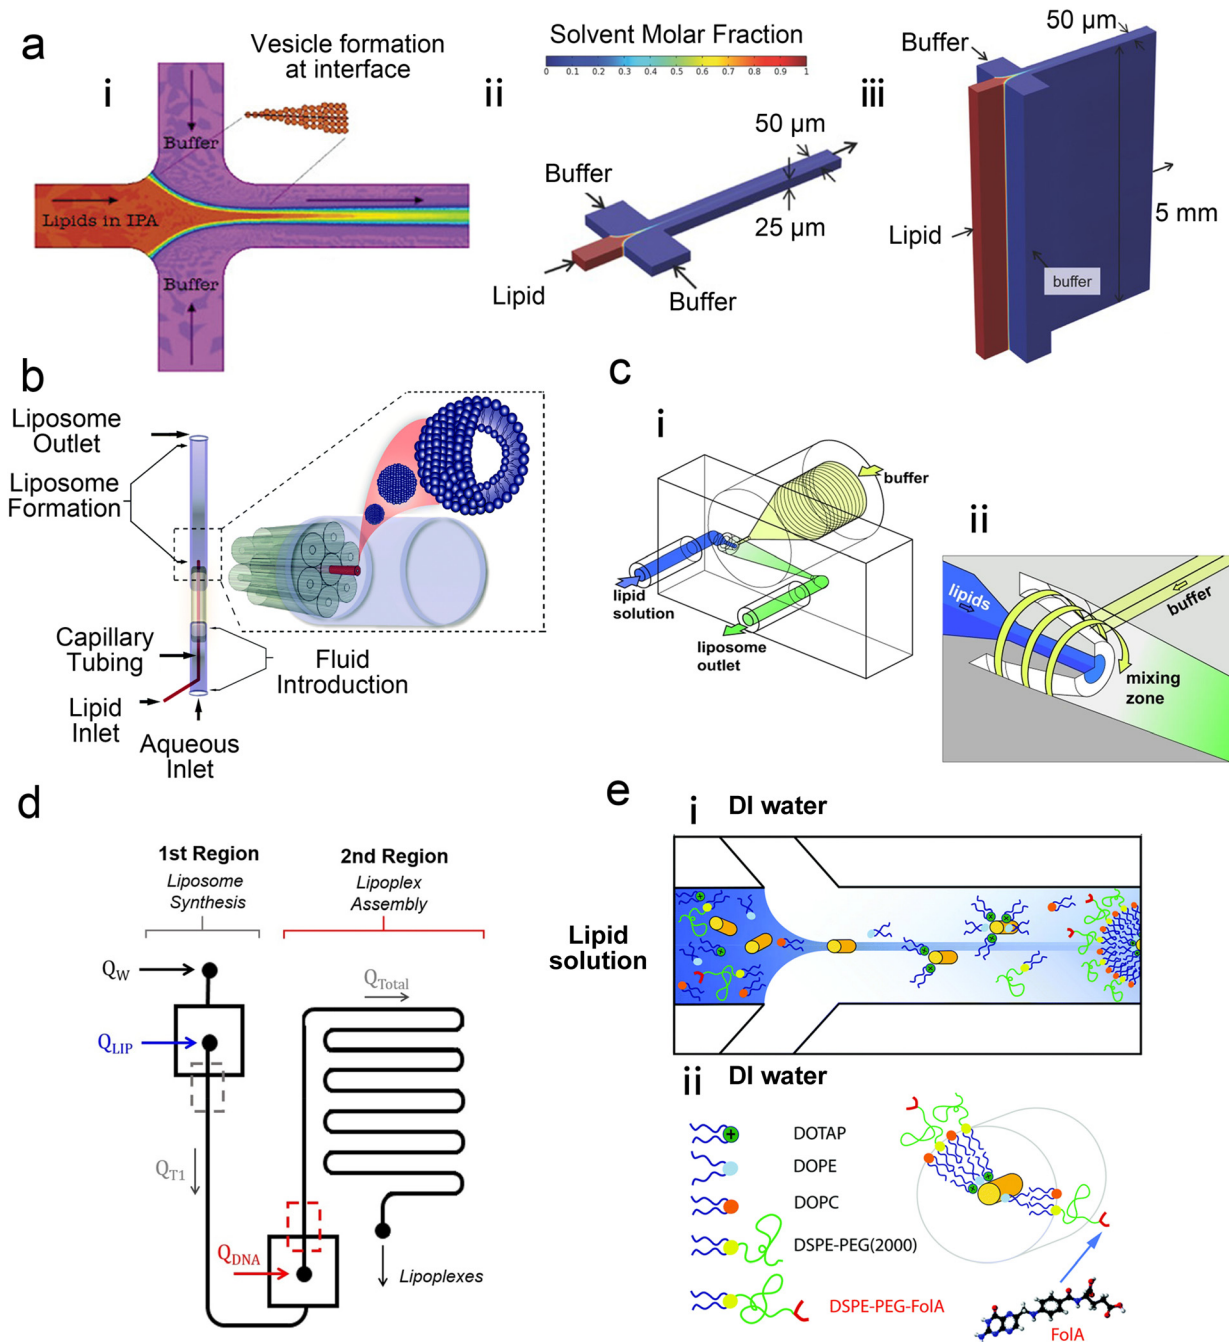 a
i
Vesicle formation
at interface
Buffer
Lipids in IPA
Buffer
Solvent Molar Fraction
0 0.1 0.2 0.3 0.4 0.5 0.6 0.7 0.8 0.9 1
ii
50 µm
Buffer
25 µm
Lipid
Buffer
iii
50 µm
Buffer
5 mm
Lipid
buffer
b
Liposome
Outlet
Liposome
Formation
Capillary
Tubing
Fluid
Introduction
Lipid
Inlet
Aqueous
Inlet
c
i
buffer
lipid
solution
liposome
outlet
ii
lipids
buffer
mixing
zone
d
1st Region
Liposome
Synthesis
2nd Region
Lipoplex
Assembly
Q_W
Q_Total
Q_LIP
Q_T1
Q_DNA
Lipoplexes
e
i
DI water
Lipid
solution
ii
DI water
DOTAP
DOPE
DOPC
DSPE-PEG(2000)
DSPE-PEG-FolA
FolA